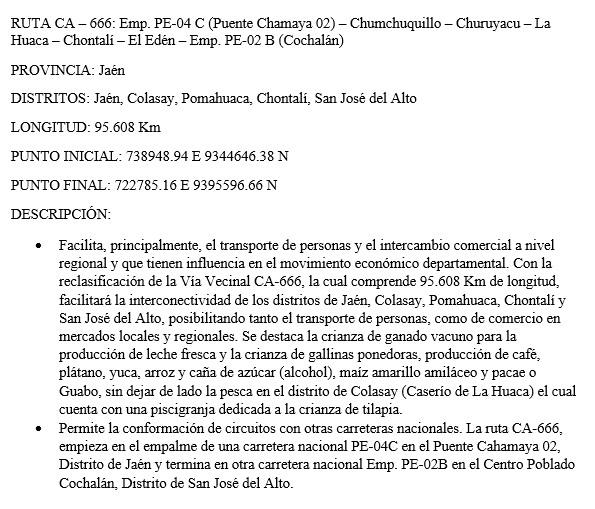 RUTA CA – 666: Emp. PE-04 C (Puente Chamaya 02) – Chumchuquillo – Churuyacu – La
Huaca – Chontalí – El Edén – Emp. PE-02 B (Cochalán)
PROVINCIA: Jaén
DISTRITOS: Jaén, Colasay, Pomahuaca, Chontalí, San José del Alto
LONGITUD: 95.608 Km
PUNTO INICIAL: 738948.94 E 9344646.38 N
PUNTO FINAL: 722785.16 E 9395596.66 N
DESCRIPCIÓN:
• Facilita, principalmente, el transporte de personas y el intercambio comercial a nivel
regional y que tienen influencia en el movimiento económico departamental. Con la
reclasificación de la Vía Vecinal CA-666, la cual comprende 95.608 Km de longitud,
facilitará la interconectividad de los distritos de Jaén, Colasay, Pomahuaca, Chontalí y
San José del Alto, posibilitando tanto el transporte de personas, como de comercio en
mercados locales y regionales. Se destaca la crianza de ganado vacuno para la
producción de leche fresca y la crianza de gallinas ponedoras, producción de café,
plátano, yuca, arroz y caña de azúcar (alcohol), maíz amarillo amiláceo y pacae o
Guabo, sin dejar de lado la pesca en el distrito de Colasay (Caserío de La Huaca) el cual
cuenta con una piscigranja dedicada a la crianza de tilapia.
• Permite la conformación de circuitos con otras carreteras nacionales. La ruta CA-666,
empieza en el empalme de una carretera nacional PE-04C en el Puente Cahamaya 02,
Distrito de Jaén y termina en otra carretera nacional Emp. PE-02B en el Centro Poblado
Cochalán, Distrito de San José del Alto.